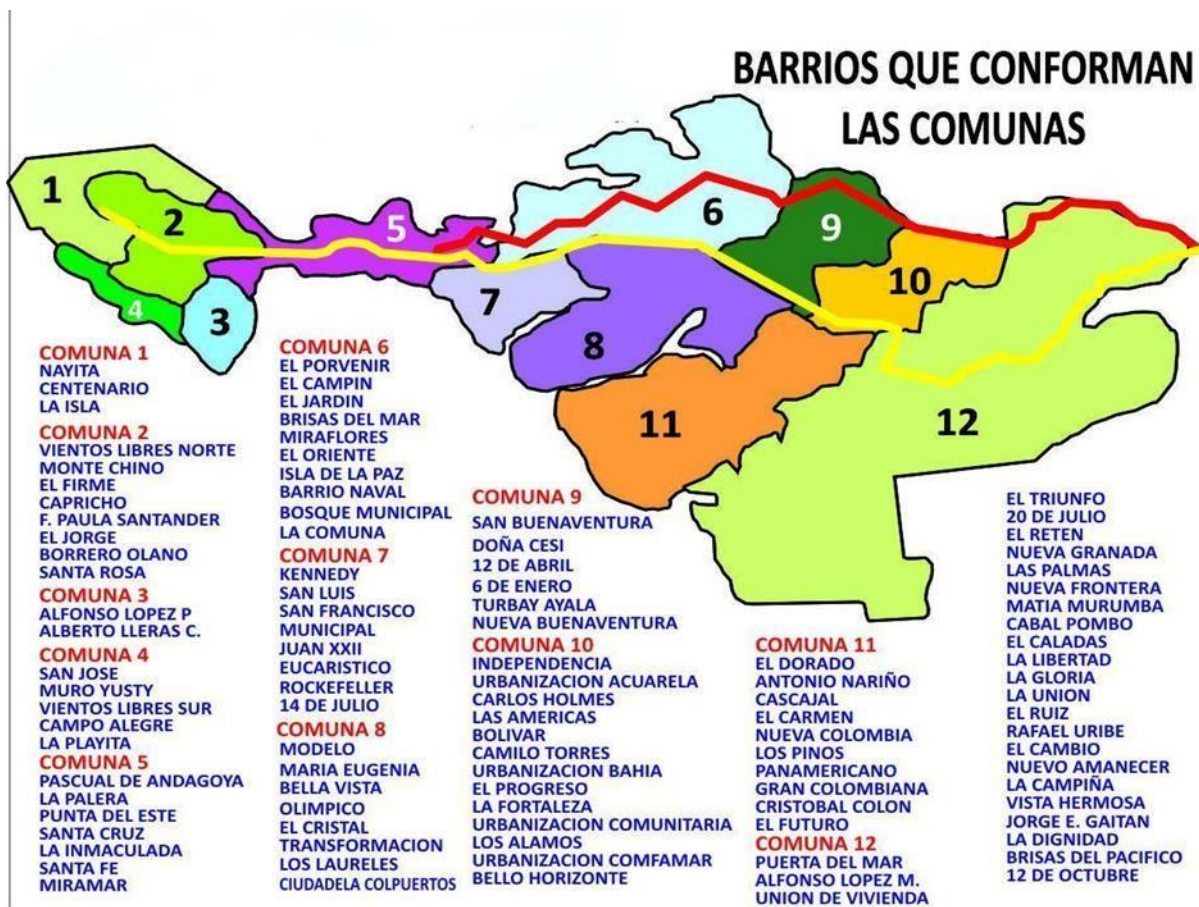 BARRIOS QUE CONFORMAN
LAS COMUNAS
1
2
3
4
5
6
7
8
9
10
11
12
COMUNA 1
NAYITA
CENTENARIO
LA ISLA
COMUNA 2
VIENTOS LIBRES NORTE
MONTE CHINO
EL FIRME
CAPRICHO
F. PAULA SANTANDER
EL JORGE
BORRERO OLANO
SANTA ROSA
COMUNA 3
ALFONSO LOPEZ P
ALBERTO LLERAS C.
COMUNA 4
SAN JOSE
MURO YUSTY
VIENTOS LIBRES SUR
CAMPO ALEGRE
LA PLAYITA
COMUNA 5
PASCUAL DE ANDAGOYA
LA PALERA
PUNTA DEL ESTE
SANTA CRUZ
LA INMACULADA
SANTA FE
MIRAMAR
COMUNA 6
EL PORVENIR
EL CAMPIN
EL JARDIN
BRISAS DEL MAR
MIRAFLORES
EL ORIENTE
ISLA DE LA PAZ
BARRIO NAVAL
BOSQUE MUNICIPAL
LA COMUNA
COMUNA 7
KENNEDY
SAN LUIS
SAN FRANCISCO
MUNICIPAL
JUAN XXII
EUCARISTICO
ROCKEFELLER
14 DE JULIO
COMUNA 8
MODELO
MARIA EUGENIA
BELLA VISTA
OLIMPICO
EL CRISTAL
TRANSFORMACION
LOS LAURELES
CIUDADELA COLPUERTOS
COMUNA 9
SAN BUENAVENTURA
DOÑA CESI
12 DE ABRIL
6 DE ENERO
TURBAY AYALA
NUEVA BUENAVENTURA
COMUNA 10
INDEPENDENCIA
URBANIZACION ACUARELA
CARLOS HOLMES
LAS AMERICAS
BOLIVAR
CAMILO TORRES
URBANIZACION BAHIA
EL PROGRESO
LA FORTALEZA
URBANIZACION COMUNITARIA
LOS ALAMOS
URBANIZACION COMFAMAR
BELLO HORIZONTE
COMUNA 11
EL DORADO
ANTONIO NARIÑO
CASCAJAL
EL CARMEN
NUEVA COLOMBIA
LOS PINOS
PANAMERICANO
GRAN COLOMBIANA
CRISTOBAL COLON
EL FUTURO
COMUNA 12
PUERTA DEL MAR
ALFONSO LOPEZ M.
UNION DE VIVIENDA
EL TRIUNFO
20 DE JULIO
EL RETEN
NUEVA GRANADA
LAS PALMAS
NUEVA FRONTERA
MATIA MURUMBA
CABAL POMBO
EL CALADAS
LA LIBERTAD
LA GLORIA
LA UNION
EL RUIZ
RAFAEL URIBE
EL CAMBIO
NUEVO AMANECER
LA CAMPIÑA
VISTA HERMOSA
JORGE E. GAITAN
LA DIGNIDAD
BRISAS DEL PACIFICO
12 DE OCTUBRE